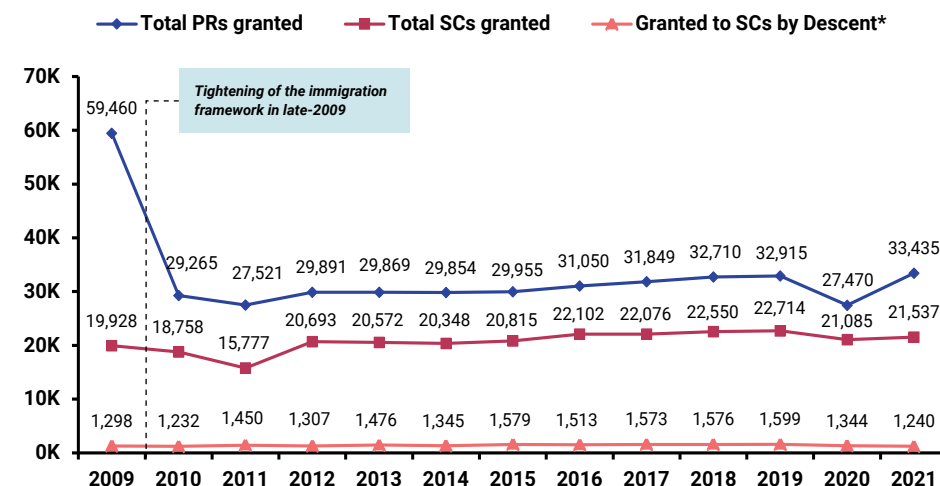 Total PRs granted Total SCs granted Granted to SCs by Descent*
70K
Tightening of the immigration
framework in late-2009
60K
59,460
50K
40K
30K
29,265 27,521 29,891 29,869 29,854 29,955 31,050 31,849 32,710 32,915 27,470 33,435
20K
19,928 18,758 15,777 20,693 20,572 20,348 20,815 22,102 22,076 22,550 22,714 21,085 21,537
10K
1,298 1,232 1,450 1,307 1,476 1,345 1,579 1,513 1,573 1,576 1,599 1,344 1,240
0K
2009 2010 2011 2012 2013 2014 2015 2016 2017 2018 2019 2020 2021